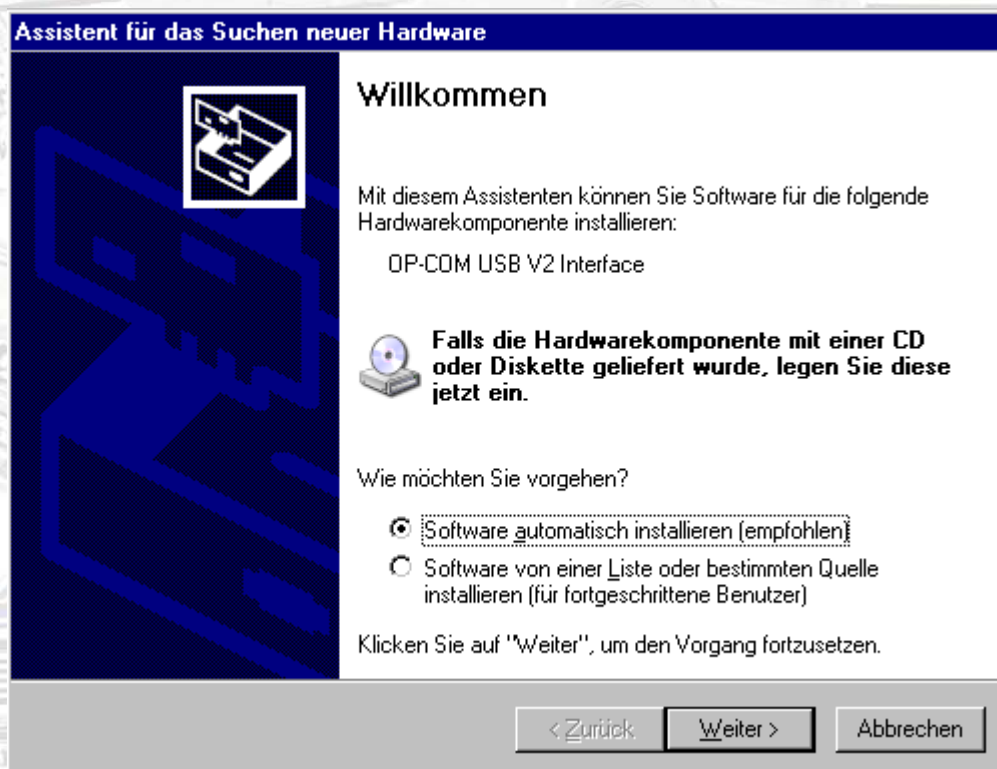 Assistent für das Suchen neuer Hardware
Willkommen
Mit diesem Assistenten können Sie Software für die folgende
Hardwarekomponente installieren:
OP-COM USB V2 Interface
Falls die Hardwarekomponente mit einer CD
oder Diskette geliefert wurde, legen Sie diese
jetzt ein.
Wie möchten Sie vorgehen?
Software automatisch installieren (empfohlen)
Software von einer Liste oder bestimmten Quelle
installieren (für fortgeschrittene Benutzer)
Klicken Sie auf "Weiter", um den Vorgang fortzusetzen.
< Zurück Weiter > Abbrechen